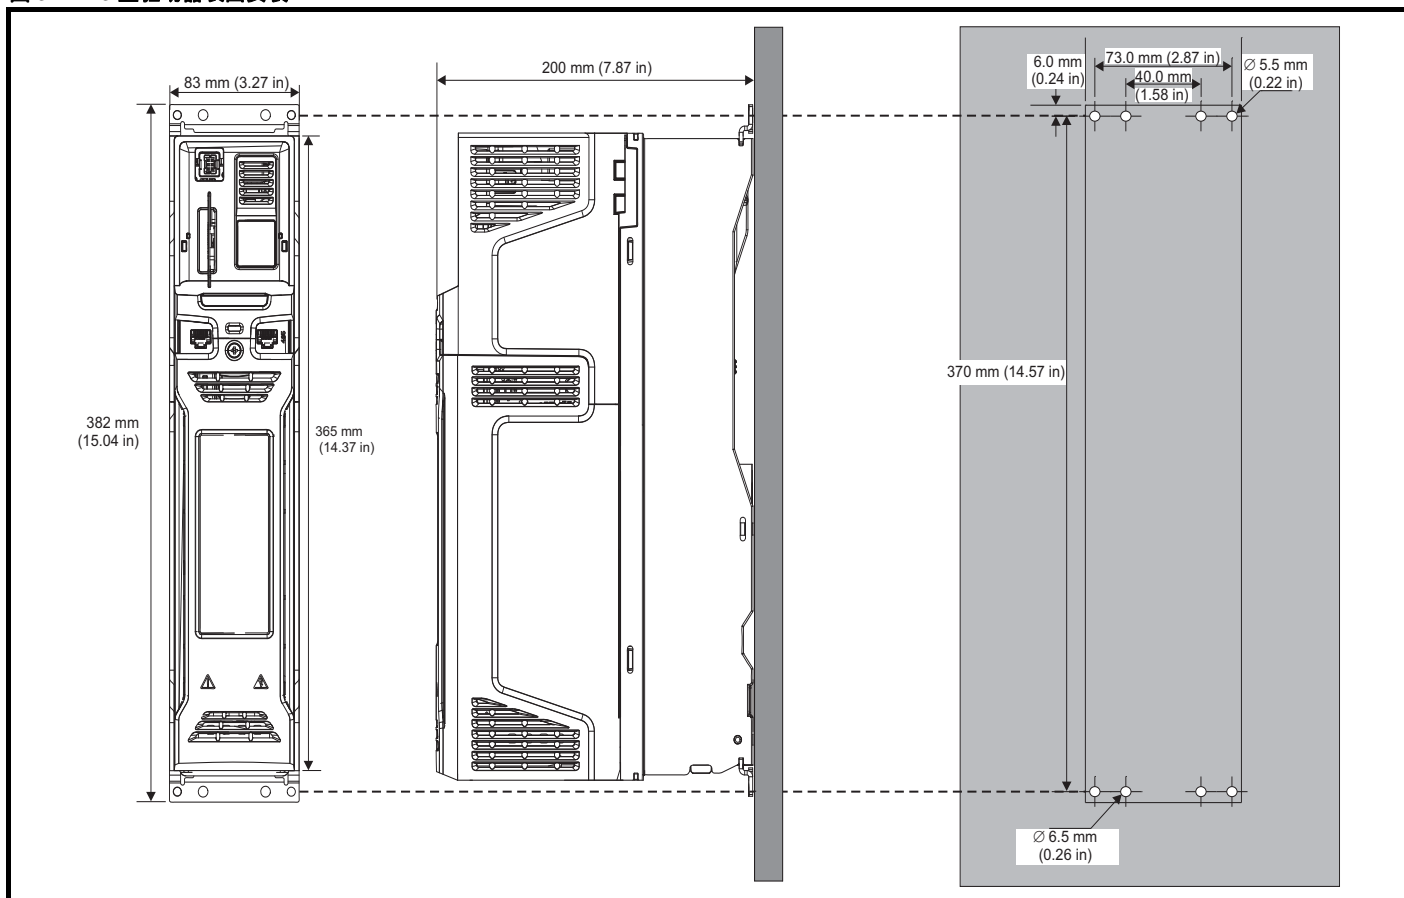 83 mm (3.27 in)
382 mm
(15.04 in)
365 mm
(14.37 in)
200 mm (7.87 in)
6.0 mm
(0.24 in)
73.0 mm (2.87 in)
40.0 mm
(1.58 in)
∅ 5.5 mm
(0.22 in)
370 mm (14.57 in)
∅ 6.5 mm
(0.26 in)